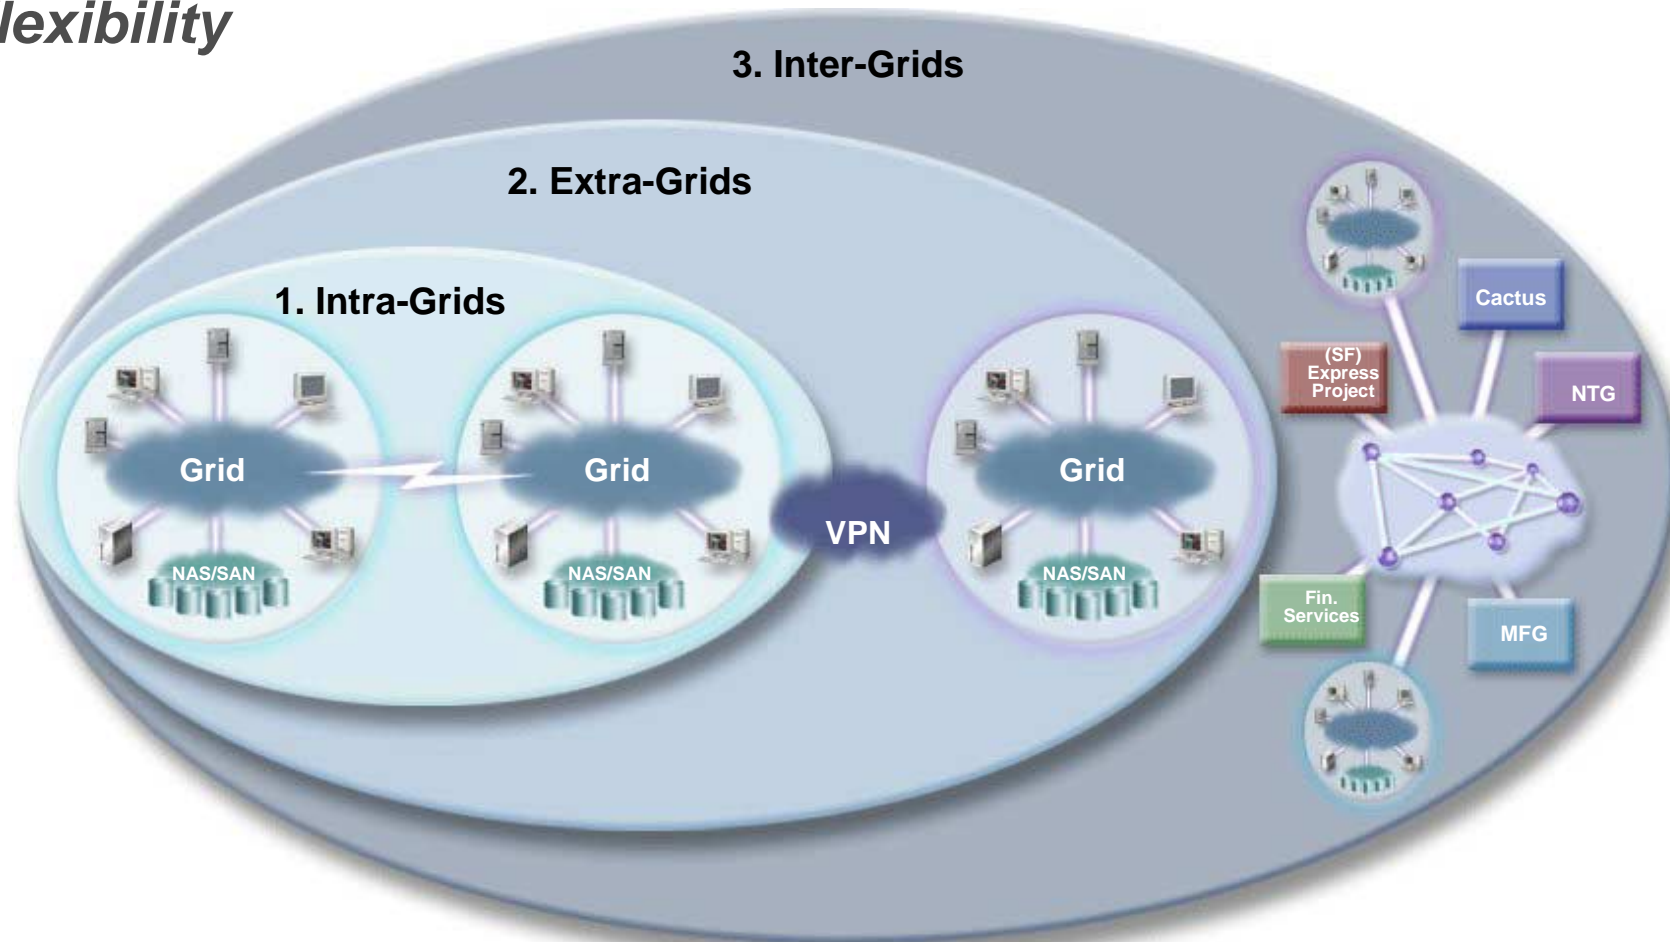 lexibility
3. Inter-Grids
2. Extra-Grids
1. Intra-Grids
Grid
NAS/SAN
Grid
NAS/SAN
VPN
Grid
NAS/SAN
Cactus
(SF)
Express
Project
NTG
Fin.
Services
MFG